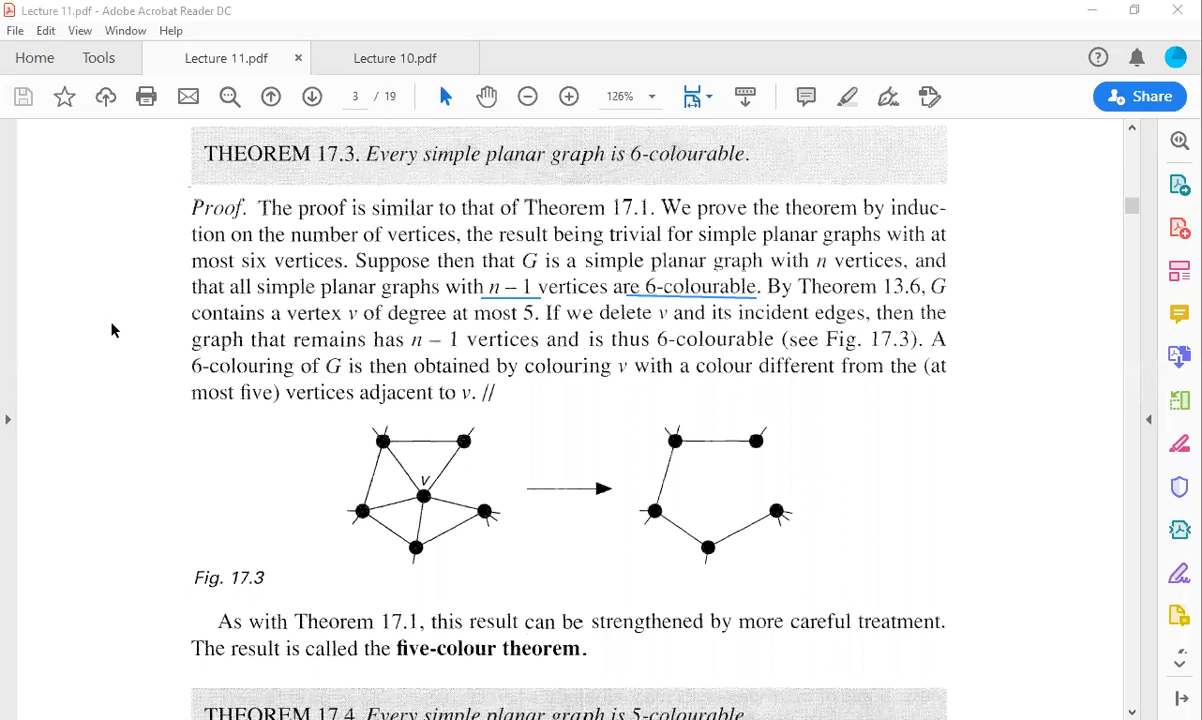 Lecture 11.pdf - Adobe Acrobat Reader DC
File Edit View Window Help
Home Tools Lecture 11.pdf × Lecture 10.pdf
3 / 19 126% Share
THEOREM 17.3. Every simple planar graph is 6-colourable.
Proof. The proof is similar to that of Theorem 17.1. We prove the theorem by induc-
tion on the number of vertices, the result being trivial for simple planar graphs with at
most six vertices. Suppose then that G is a simple planar graph with n vertices, and
that all simple planar graphs with n – 1 vertices are 6-colourable. By Theorem 13.6, G
contains a vertex v of degree at most 5. If we delete v and its incident edges, then the
graph that remains has n – 1 vertices and is thus 6-colourable (see Fig. 17.3). A
6-colouring of G is then obtained by colouring v with a colour different from the (at
most five) vertices adjacent to v. //
v
Fig. 17.3
As with Theorem 17.1, this result can be strengthened by more careful treatment.
The result is called the five-colour theorem.
THEOREM 17.4. Every simple planar graph is 5-colourable